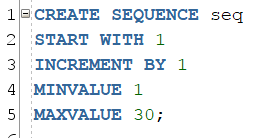 1 CREATE SEQUENCE seq
2 START WITH 1
3 INCREMENT BY 1
4 MINVALUE 1
5 MAXVALUE 30;